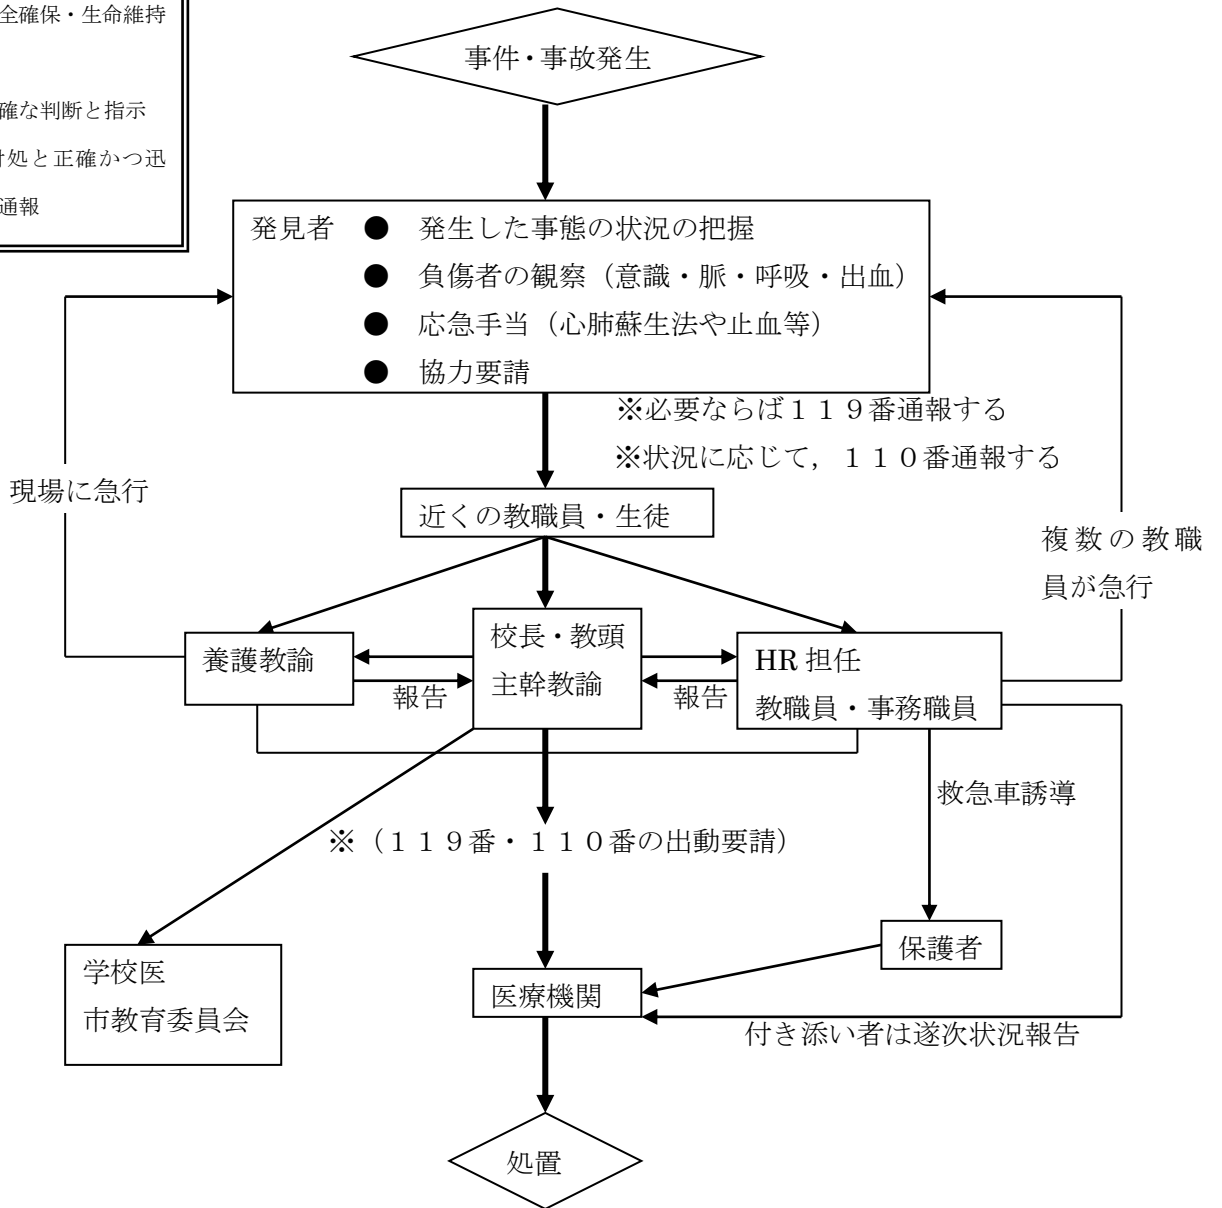 全確保・生命維持
確な判断と指示
処と正確かつ迅
通報
事件・事故発生
発見者 ● 発生した事態の状況の把握
● 負傷者の観察（意識・脈・呼吸・出血）
● 応急手当（心肺蘇生法や止血等）
● 協力要請
※必要ならば１１９番通報する
※状況に応じて，１１０番通報する
現場に急行
近くの教職員・生徒
複数の教職
員が急行
養護教諭
校長・教頭
主幹教諭
HR 担任
教職員・事務職員
報告
報告
救急車誘導
※（１１９番・１１０番の出動要請）
保護者
学校医
市教育委員会
医療機関
付き添い者は遂次状況報告
処置